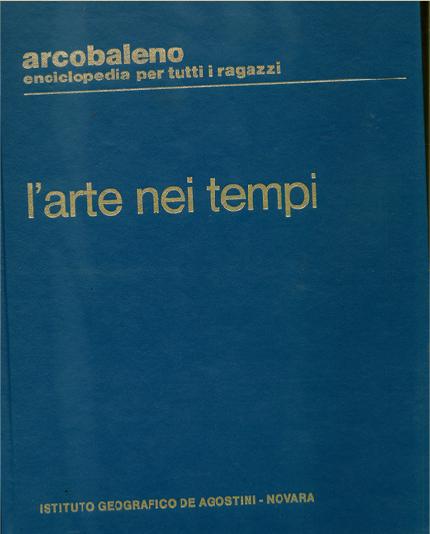 arcobaleno
enciclopedia per tutti i ragazzi
l'arte nei tempi
ISTITUTO GEOGRAFICO DE AGOSTINI - NOVARA